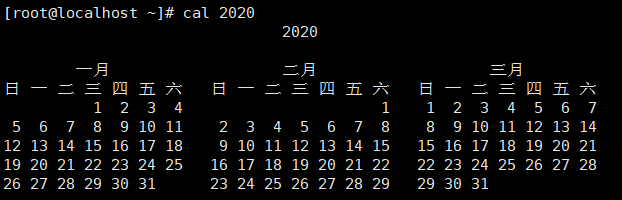 [root@localhost ~]# cal 2020
2020
一月 二月 三月
日 一 二 三 四 五 六 日 一 二 三 四 五 六 日 一 二 三 四 五 六
1 2 3 4 1 1 2 3 4 5 6 7
5 6 7 8 9 10 11 2 3 4 5 6 7 8 8 9 10 11 12 13 14
12 13 14 15 16 17 18 9 10 11 12 13 14 15 15 16 17 18 19 20 21
19 20 21 22 23 24 25 16 17 18 19 20 21 22 22 23 24 25 26 27 28
26 27 28 29 30 31 23 24 25 26 27 28 29 29 30 31